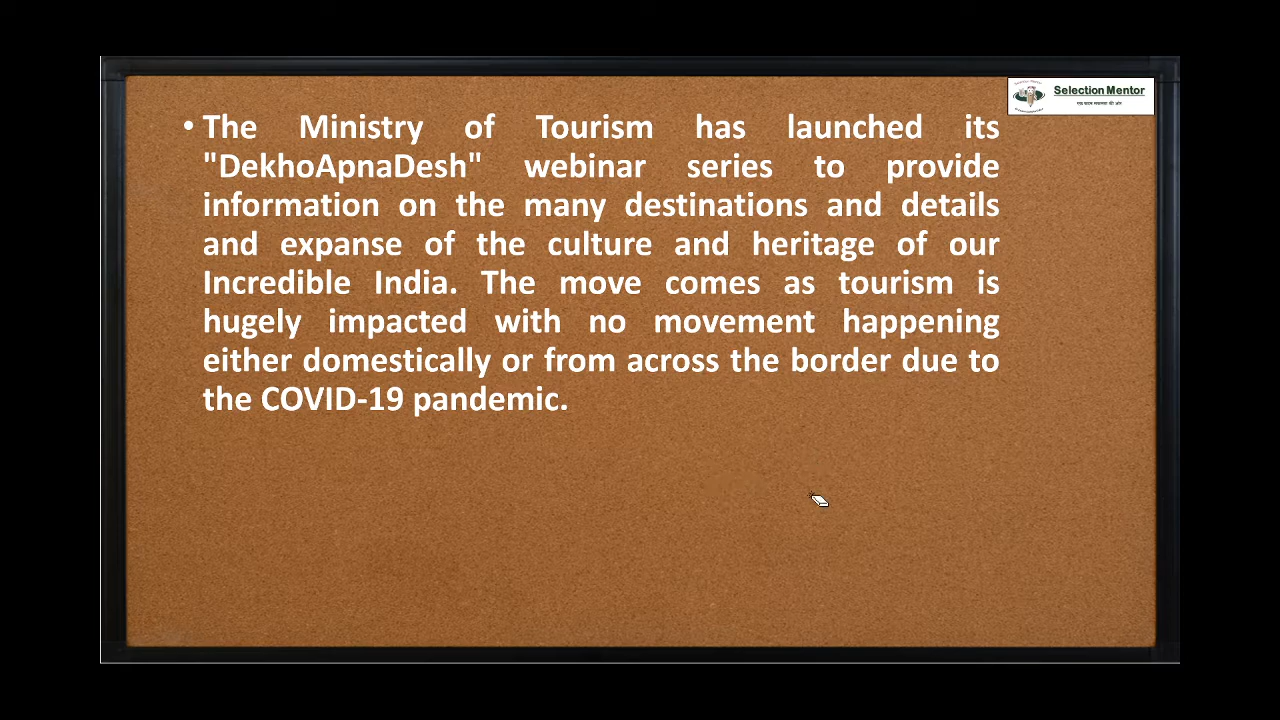 Selection Mentor
• The Ministry of Tourism has launched its
"DekhoApnaDesh" webinar series to provide
information on the many destinations and details
and expanse of the culture and heritage of our
Incredible India. The move comes as tourism is
hugely impacted with no movement happening
either domestically or from across the border due to
the COVID-19 pandemic.